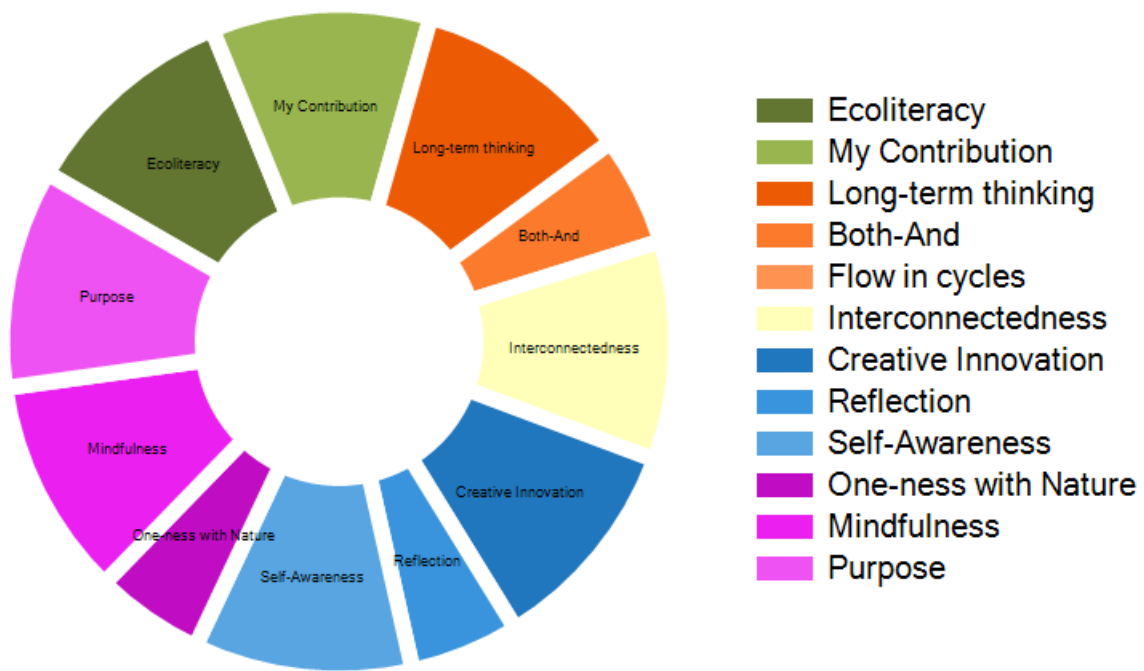 My Contribution
Long-term thinking
Ecoliteracy
Both-And
Purpose
Interconnectedness
Mindfulness
Creative Innovation
One-ness with Nature
Reflection
Self-Awareness
Ecoliteracy
My Contribution
Long-term thinking
Both-And
Flow in cycles
Interconnectedness
Creative Innovation
Reflection
Self-Awareness
One-ness with Nature
Mindfulness
Purpose